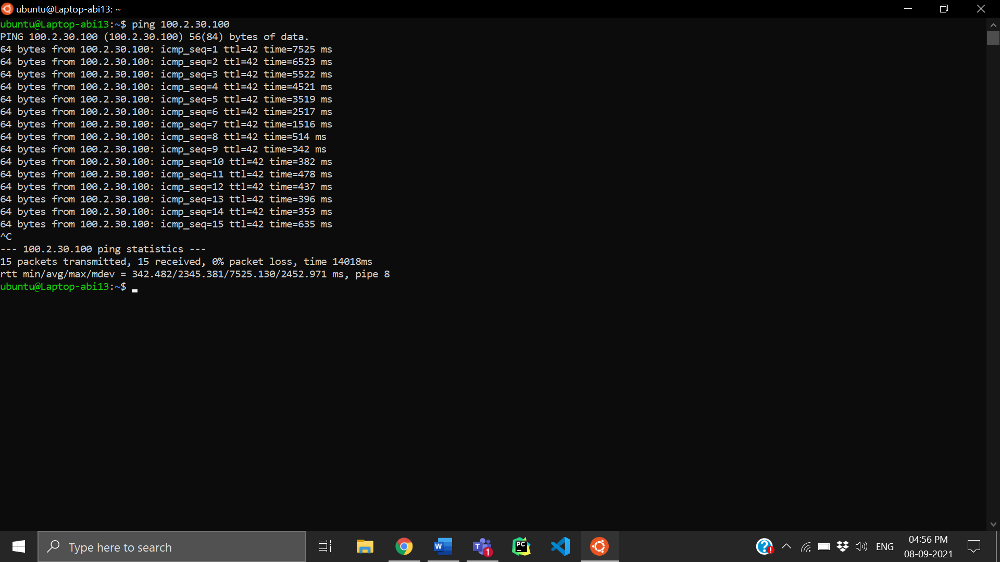 ubuntu@Laptop-abi13: ~
ubuntu@Laptop-abi13:~$ ping 100.2.30.100
PING 100.2.30.100 (100.2.30.100) 56(84) bytes of data.
64 bytes from 100.2.30.100: icmp_seq=1 ttl=42 time=7525 ms
64 bytes from 100.2.30.100: icmp_seq=2 ttl=42 time=6523 ms
64 bytes from 100.2.30.100: icmp_seq=3 ttl=42 time=5522 ms
64 bytes from 100.2.30.100: icmp_seq=4 ttl=42 time=4521 ms
64 bytes from 100.2.30.100: icmp_seq=5 ttl=42 time=3519 ms
64 bytes from 100.2.30.100: icmp_seq=6 ttl=42 time=2517 ms
64 bytes from 100.2.30.100: icmp_seq=7 ttl=42 time=1516 ms
64 bytes from 100.2.30.100: icmp_seq=8 ttl=42 time=514 ms
64 bytes from 100.2.30.100: icmp_seq=9 ttl=42 time=342 ms
64 bytes from 100.2.30.100: icmp_seq=10 ttl=42 time=382 ms
64 bytes from 100.2.30.100: icmp_seq=11 ttl=42 time=478 ms
64 bytes from 100.2.30.100: icmp_seq=12 ttl=42 time=437 ms
64 bytes from 100.2.30.100: icmp_seq=13 ttl=42 time=396 ms
64 bytes from 100.2.30.100: icmp_seq=14 ttl=42 time=353 ms
64 bytes from 100.2.30.100: icmp_seq=15 ttl=42 time=635 ms
^C
--- 100.2.30.100 ping statistics ---
15 packets transmitted, 15 received, 0% packet loss, time 14018ms
rtt min/avg/max/mdev = 342.482/2345.381/7525.130/2452.971 ms, pipe 8
ubuntu@Laptop-abi13:~$
Type here to search
W
T
1
PC
ENG
04:56 PM
08-09-2021